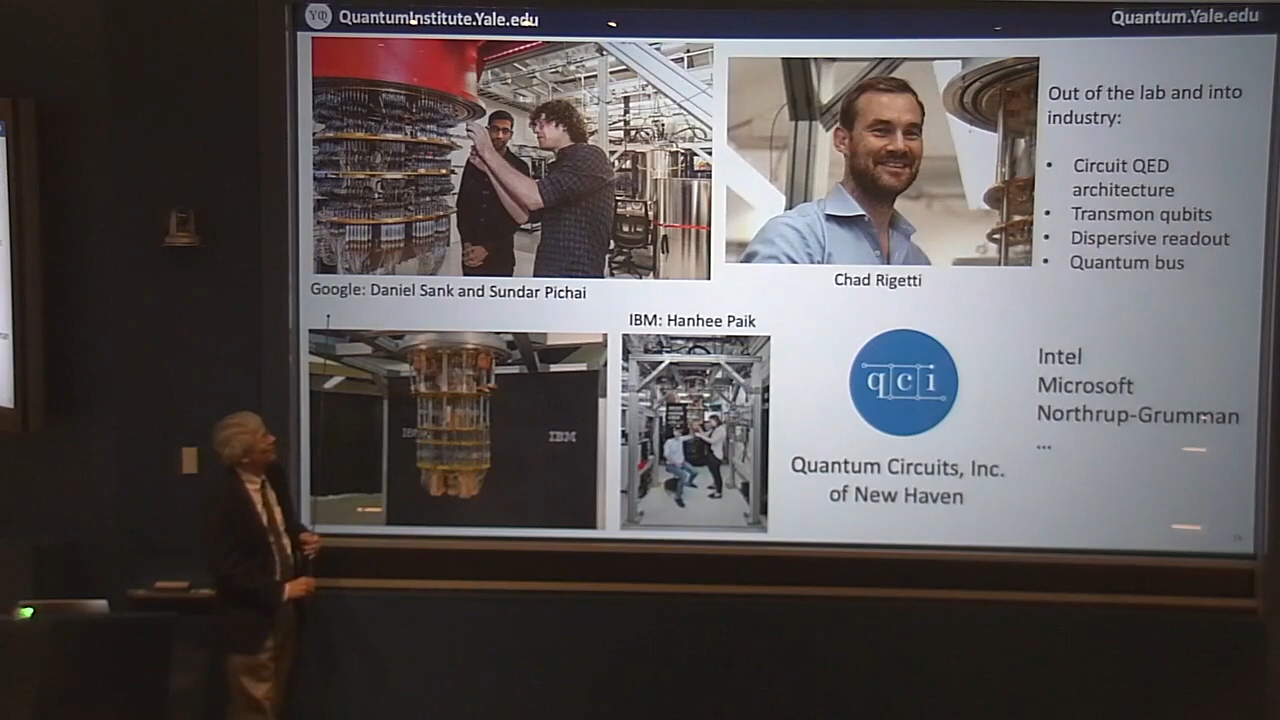 YQ
QuantumInstitute.Yale.edu
Quantum.Yale.edu
Google: Daniel Sank and Sundar Pichai
Chad Rigetti
Out of the lab and into
industry:
• Circuit QED
architecture
• Transmon qubits
• Dispersive readout
• Quantum bus
IBM: Hanhee Paik
IBM
qci
Quantum Circuits, Inc.
of New Haven
Intel
Microsoft
Northrup-Grumman
...